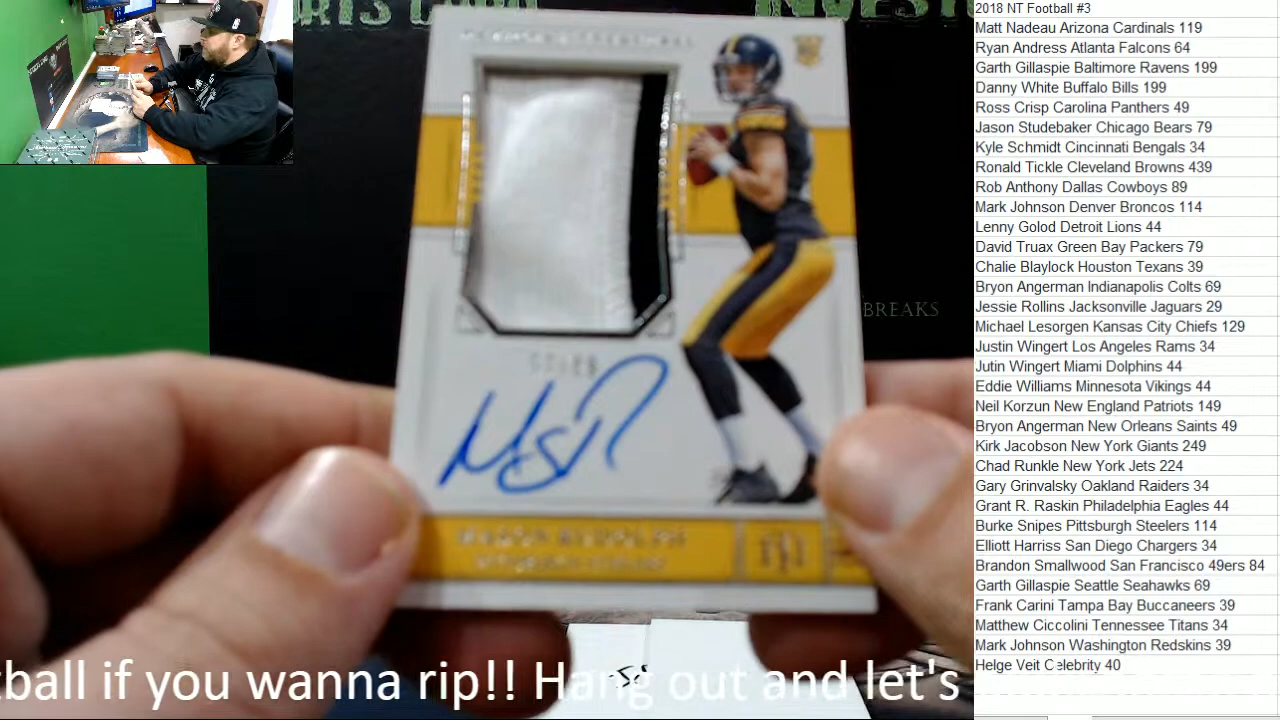 BREAKS
MASON RUDOLPH
PITTSBURGH STEELERS
tball if you wanna rip!! Hang out and let's
2018 NT Football #3
Matt Nadeau Arizona Cardinals 119
Ryan Andress Atlanta Falcons 64
Garth Gillaspie Baltimore Ravens 199
Danny White Buffalo Bills 199
Ross Crisp Carolina Panthers 49
Jason Studebaker Chicago Bears 79
Kyle Schmidt Cincinnati Bengals 34
Ronald Tickle Cleveland Browns 439
Rob Anthony Dallas Cowboys 89
Mark Johnson Denver Broncos 114
Lenny Golod Detroit Lions 44
David Truax Green Bay Packers 79
Chalie Blaylock Houston Texans 39
Bryon Angerman Indianapolis Colts 69
Jessie Rollins Jacksonville Jaguars 29
Michael Lesorgen Kansas City Chiefs 129
Justin Wingert Los Angeles Rams 34
Jutin Wingert Miami Dolphins 44
Eddie Williams Minnesota Vikings 44
Neil Korzun New England Patriots 149
Bryon Angerman New Orleans Saints 49
Kirk Jacobson New York Giants 249
Chad Runkle New York Jets 224
Gary Grinvalsky Oakland Raiders 34
Grant R. Raskin Philadelphia Eagles 44
Burke Snipes Pittsburgh Steelers 114
Elliott Harriss San Diego Chargers 34
Brandon Smallwood San Francisco 49ers 84
Garth Gillaspie Seattle Seahawks 69
Frank Carini Tampa Bay Buccaneers 39
Matthew Ciccolini Tennessee Titans 34
Mark Johnson Washington Redskins 39
Helge Veit Celebrity 40